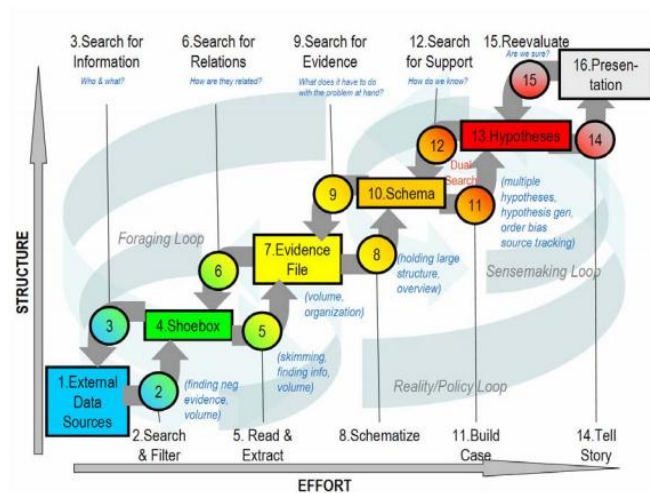 3.Search for
Information
Who & what?
6.Search for
Relations
How are they related?
9.Search for
Evidence
What does it have to do
with the problem at hand?
12.Search
for Support
How do we know?
15.Reevaluate
Are we sure?
15
16.Presen-
tation
12
13.Hypotheses
14
Dual
Search
9
10.Schema
11
(multiple
hypotheses,
hypothesis gen,
order bias
source tracking)
Foraging Loop
7.Evidence
File
8
6
(holding large
structure,
overview)
Sensemaking Loop
3
4.Shoebox
5
(volume,
organization)
(skimming,
finding info,
volume)
Reality/Policy Loop
1.External
Data
Sources
2
(finding neg
evidence,
volume)
2.Search
& Filter
5. Read &
Extract
8.Schematize
11.Build
Case
14.Tell
Story
STRUCTURE
EFFORT